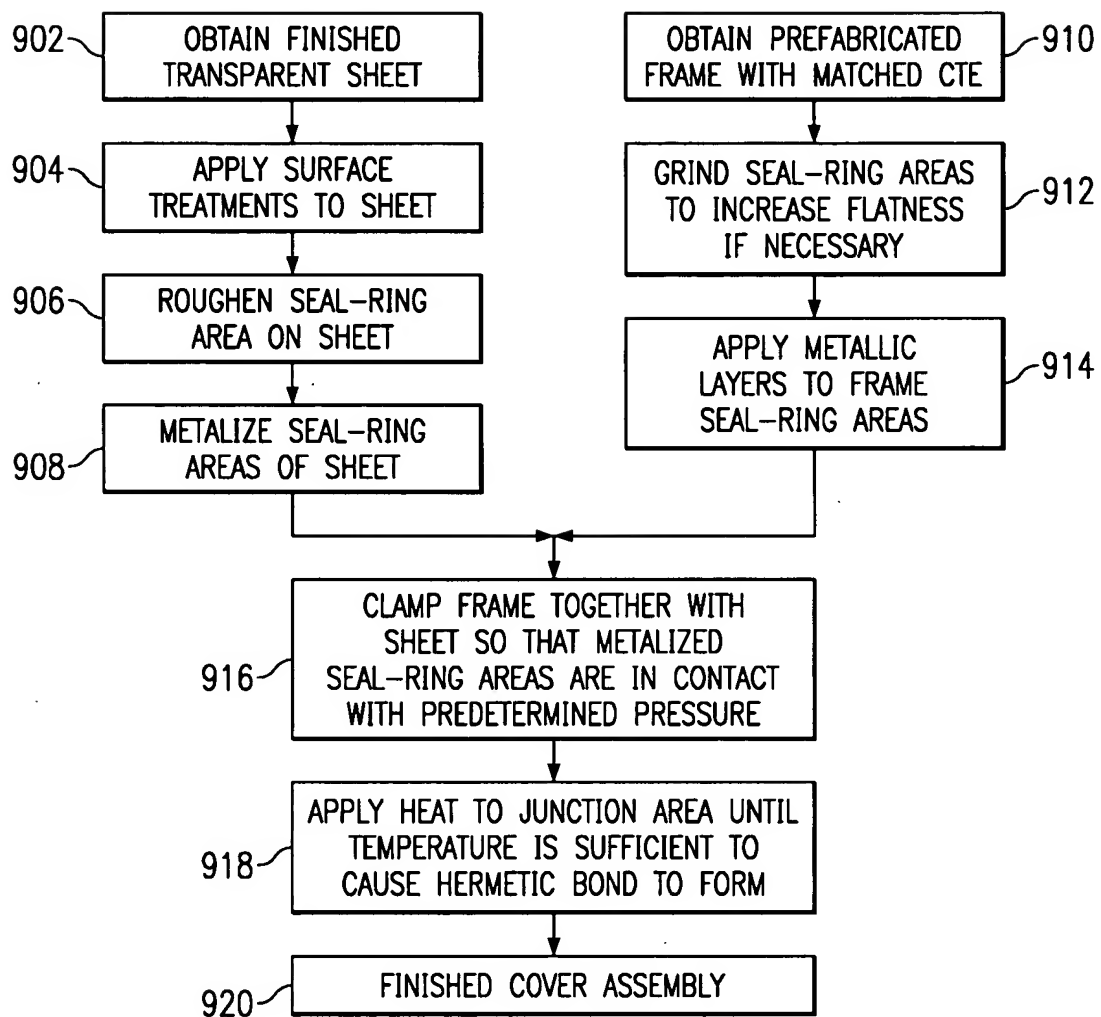 902
OBTAIN FINISHED
TRANSPARENT SHEET
904
APPLY SURFACE
TREATMENTS TO SHEET
906
ROUGHEN SEAL-RING
AREA ON SHEET
908
METALIZE SEAL-RING
AREAS OF SHEET
910
OBTAIN PREFABRICATED
FRAME WITH MATCHED CTE
912
GRIND SEAL-RING AREAS
TO INCREASE FLATNESS
IF NECESSARY
914
APPLY METALLIC
LAYERS TO FRAME
SEAL-RING AREAS
916
CLAMP FRAME TOGETHER WITH
SHEET SO THAT METALIZED
SEAL-RING AREAS ARE IN CONTACT
WITH PREDETERMINED PRESSURE
918
APPLY HEAT TO JUNCTION AREA UNTIL
TEMPERATURE IS SUFFICIENT TO
CAUSE HERMETIC BOND TO FORM
920
FINISHED COVER ASSEMBLY